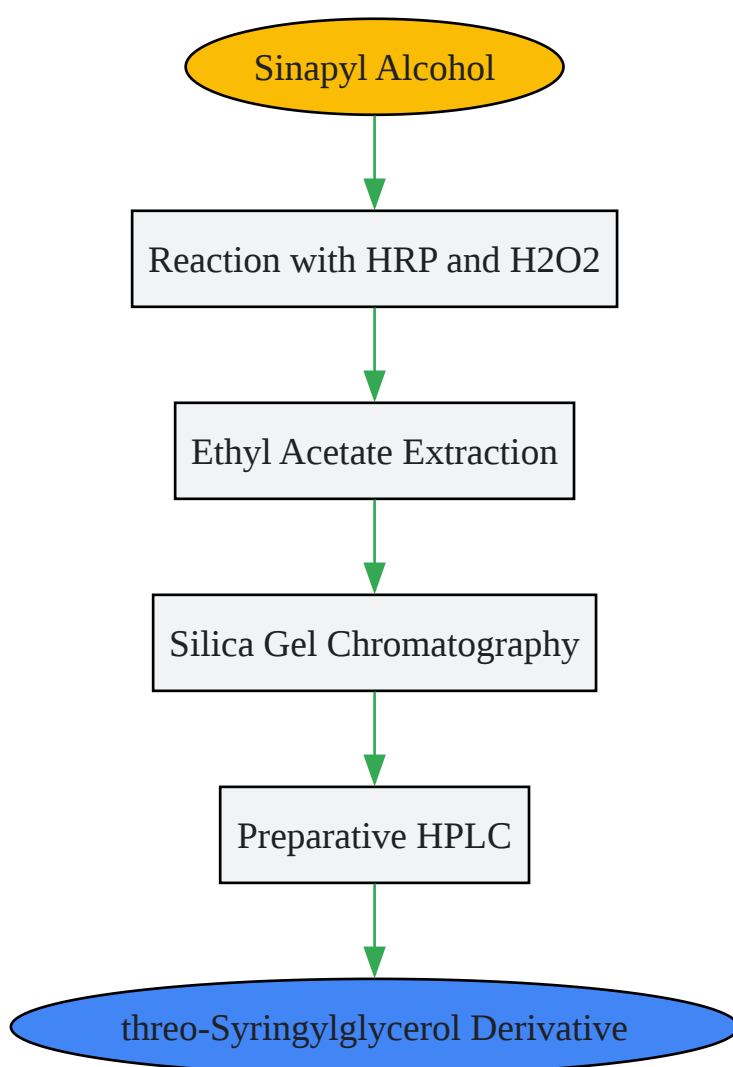 Sinapyl Alcohol
Reaction with HRP and H2O2
Ethyl Acetate Extraction
Silica Gel Chromatography
Preparative HPLC
threo-Syringylglycerol Derivative